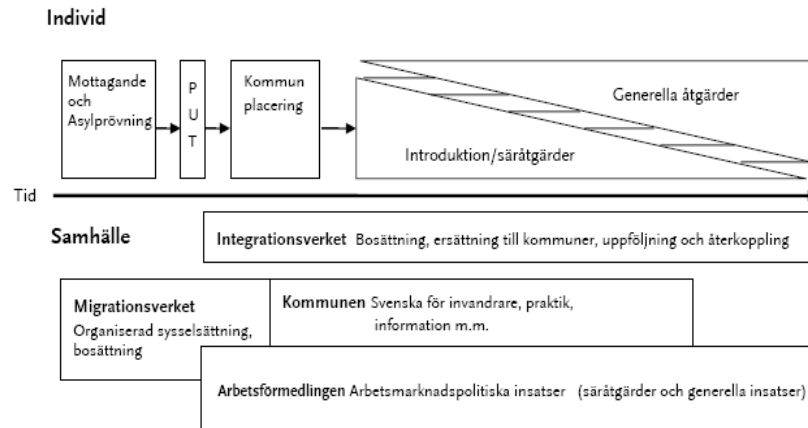 Individ
Mottagande
och
Asylprövning
P
U
T
Kommun
placering
Generella åtgärder
Introduktion/säråtgärder
Tid
Samhälle
Integrationsverket Bosättning, ersättning till kommuner, uppföljning och återkoppling
Migrationsverket
Organiserad sysselsättning,
bosättning
Kommunen Svenska för invandrare, praktik,
information m.m.
Arbetsförmedlingen Arbetsmarknadspolitiska insatser (säråtgärder och generella insatser)